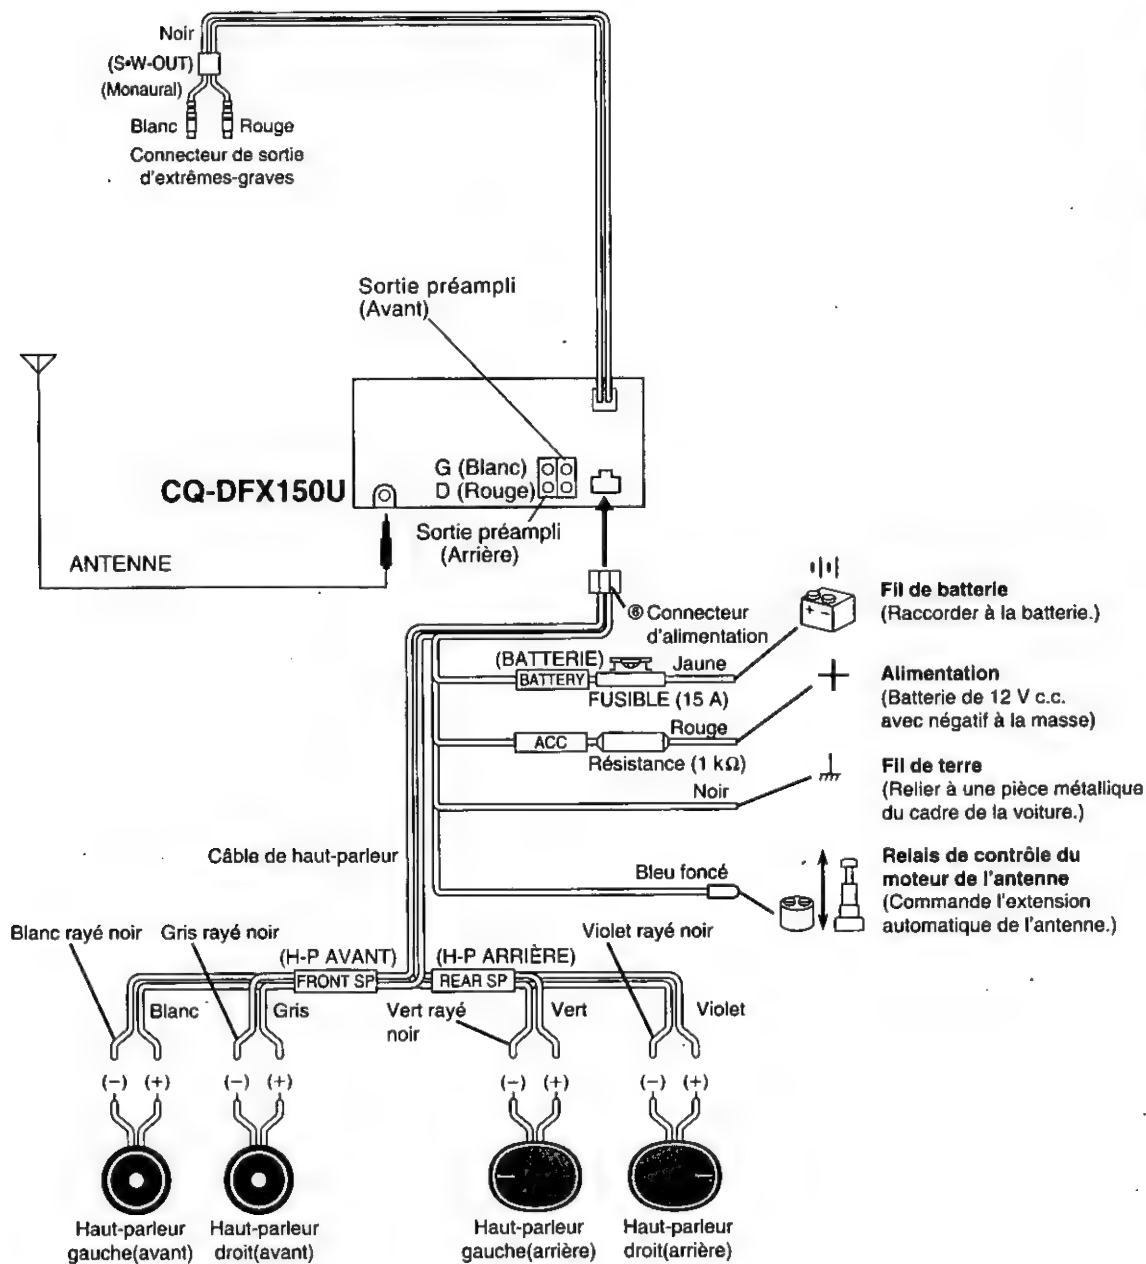 Noir
(S•W-OUT)
(Monaural)
Blanc
Rouge
Connecteur de sortie
d'extrêmes-graves
Sortie préampli
(Avant)
G (Blanc)
D (Rouge)
CQ-DFX150U
Sortie préampli
(Arrière)
ANTENNE
⑥ Connecteur
d'alimentation
Fil de batterie
(Raccorder à la batterie.)
(BATTERIE)
Jaune
BATTERY
FUSIBLE (15 A)
Alimentation
(Batterie de 12 V c.c.
avec négatif à la masse)
Rouge
ACC
Résistance (1 kΩ)
Noir
Fil de terre
(Relier à une pièce métallique
du cadre de la voiture.)
Câble de haut-parleur
Bleu foncé
Relais de contrôle du
moteur de l'antenne
(Commande l'extension
automatique de l'antenne.)
Blanc rayé noir
Gris rayé noir
(H-P AVANT)
(H-P ARRIÈRE)
Violet rayé noir
FRONT SP
REAR SP
Blanc
Gris
Vert rayé
noir
Vert
Violet
(−) (+)
(−) (+)
(−) (+)
(−) (+)
Haut-parleur
gauche(avant)
Haut-parleur
droit(avant)
Haut-parleur
gauche(arrière)
Haut-parleur
droit(arrière)